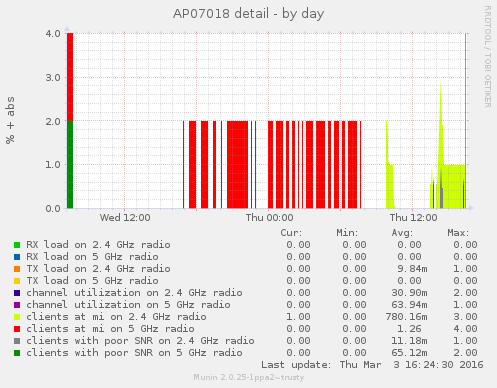 AP07018 detail - by day
RRDTOOL / TOBI OETIKER
% + abs
4.0
3.0
2.0
1.0
0.0
Wed 12:00 Thu 00:00 Thu 12:00
Cur: Min: Avg: Max:
RX load on 2.4 GHz radio 0.00 0.00 0.00 0.00
RX load on 5 GHz radio 0.00 0.00 0.00 0.00
TX load on 2.4 GHz radio 0.00 0.00 9.84m 1.00
TX load on 5 GHz radio 0.00 0.00 0.00 0.00
channel utilization on 2.4 GHz radio 0.00 0.00 30.90m 2.00
channel utilization on 5 GHz radio 0.00 0.00 63.94m 1.00
clients at mi on 2.4 GHz radio 1.00 0.00 780.16m 3.00
clients at mi on 5 GHz radio 0.00 0.00 1.26 4.00
clients with poor SNR on 2.4 GHz radio 0.00 0.00 11.18m 1.00
clients with poor SNR on 5 GHz radio 0.00 0.00 65.12m 2.00
Last update: Thu Mar 3 16:24:30 2016
Munin 2.0.25-1ppa2~trusty